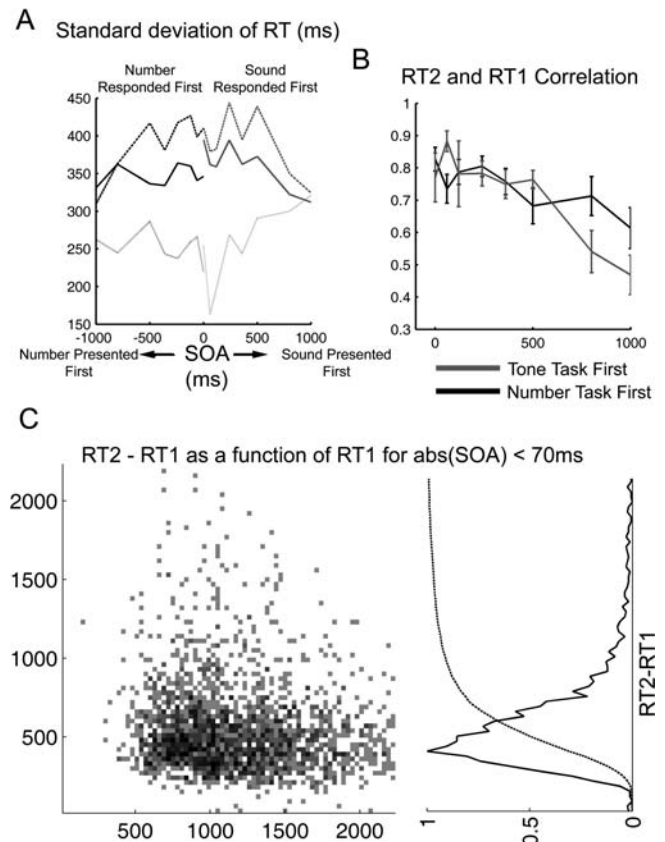 A
Standard deviation of RT (ms)
Number
Responded First
Sound
Responded First
450
400
350
300
250
200
150
-1000
-500
0
500
1000
Number Presented
First
SOA
(ms)
Sound Presented
First
B
RT2 and RT1 Correlation
1
0.9
0.8
0.7
0.6
0.5
0.4
0.3
0
500
1000
Tone Task First
Number Task First
C
RT2 - RT1 as a function of RT1 for abs(SOA) < 70ms
2000
1500
1000
500
500
1000
1500
2000
RT2-RT1
1
0.5
0